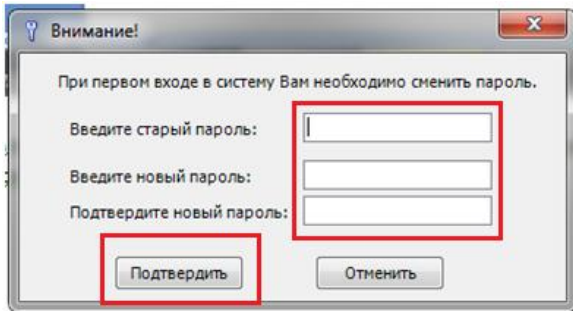 Внимание!
При первом входе в систему Вам необходимо сменить пароль.
Введите старый пароль:
Введите новый пароль:
Подтвердите новый пароль:
Подтвердить
Отменить